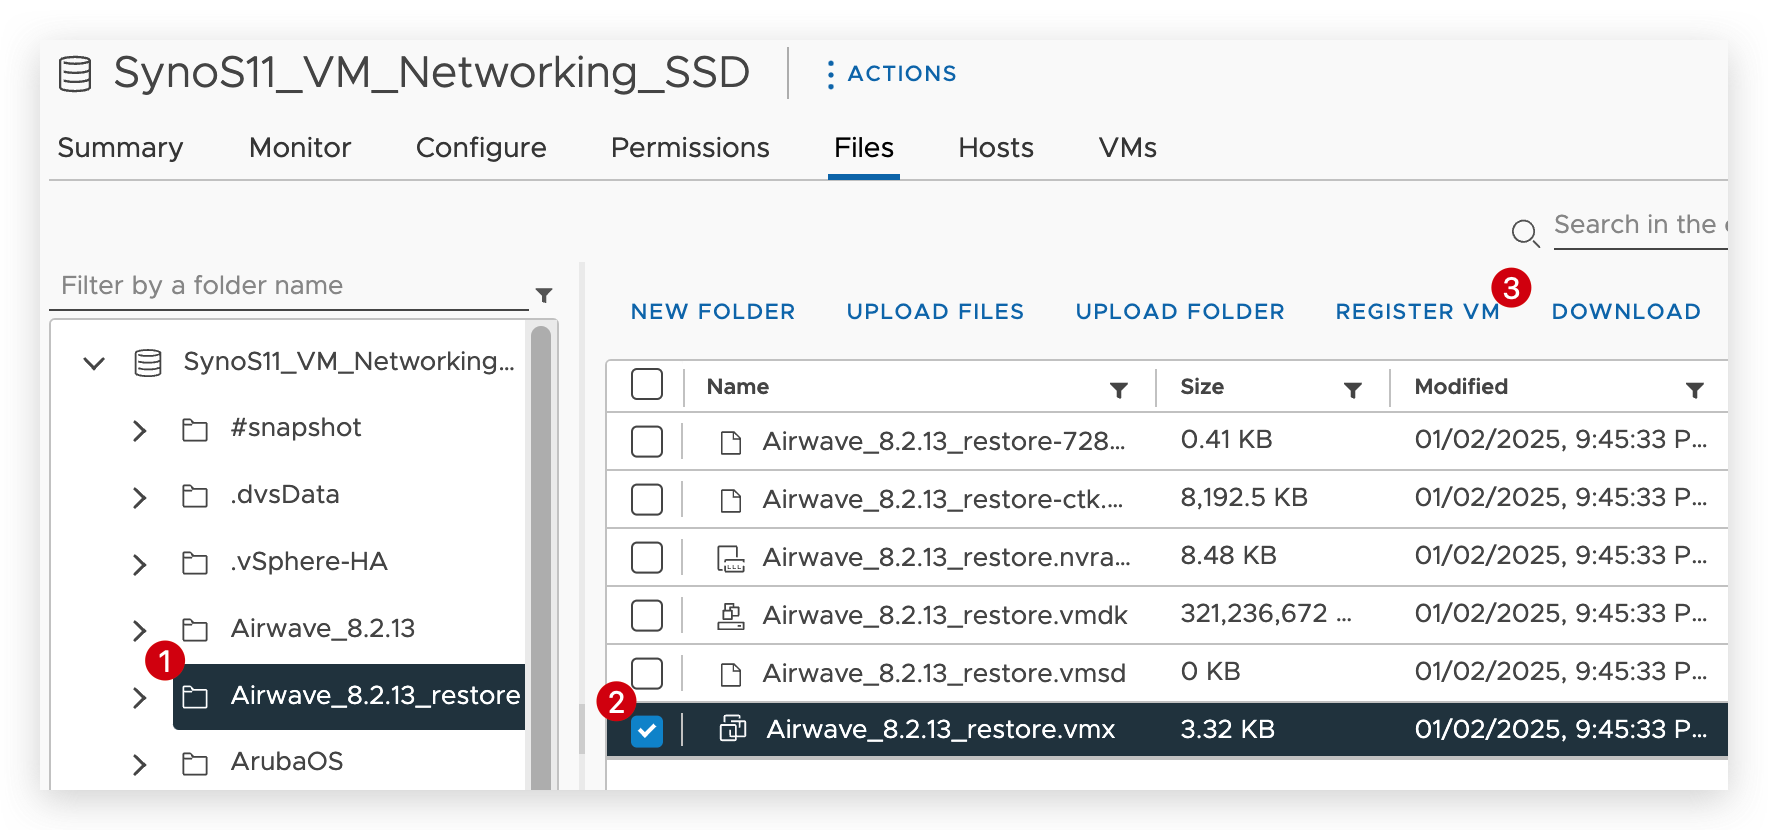 SynoS11_VM_Networking_SSD
ACTIONS
Summary Monitor Configure Permissions Files Hosts VMs
Search in the
Filter by a folder name
3
NEW FOLDER UPLOAD FILES UPLOAD FOLDER REGISTER VM DOWNLOAD
SynoS11_VM_Networking...
#snapshot
.dvsData
.vSphere-HA
Airwave_8.2.13
1
Airwave_8.2.13_restore
ArubaOS
Name Size Modified
Airwave_8.2.13_restore-728... 0.41 KB 01/02/2025, 9:45:33 P...
Airwave_8.2.13_restore-ctk.... 8,192.5 KB 01/02/2025, 9:45:33 P...
Airwave_8.2.13_restore.nvra... 8.48 KB 01/02/2025, 9:45:33 P...
Airwave_8.2.13_restore.vmdk 321,236,672 ... 01/02/2025, 9:45:33 P...
Airwave_8.2.13_restore.vmsd 0 KB 01/02/2025, 9:45:33 P...
2
Airwave_8.2.13_restore.vmx 3.32 KB 01/02/2025, 9:45:33 P...